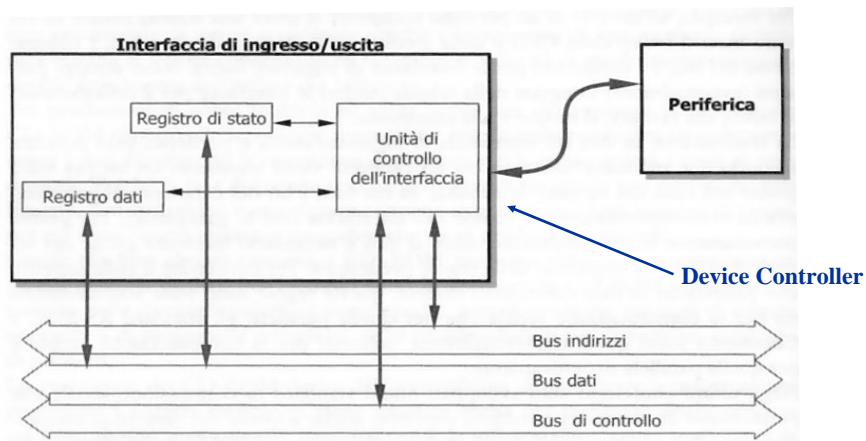 Interfaccia di ingresso/uscita
Registro di stato
Unità di
controllo
dell'interfaccia
Registro dati
Periferica
Device Controller
Bus indirizzi
Bus dati
Bus di controllo